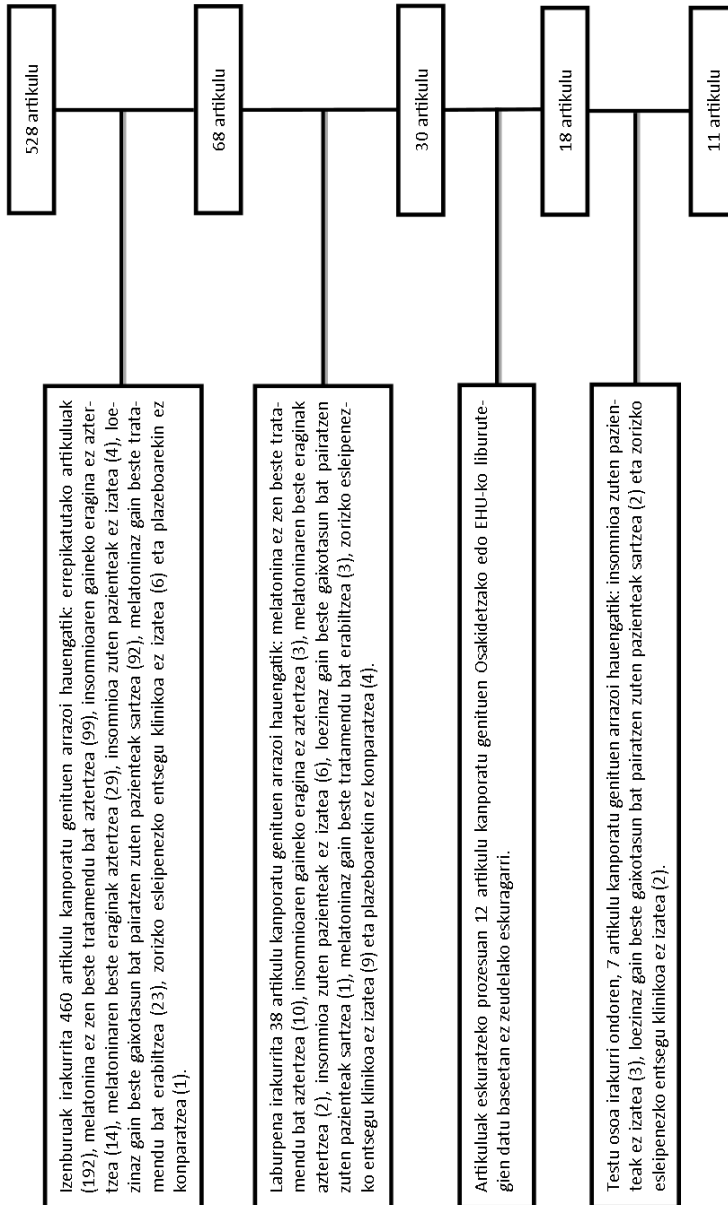 528 artikulu
Izenburuak irakurrita 460 artikulu kanporatu genituen arrazoi hauengatik: errepikatutako artikuluak
(192), melatonina ez zen beste tratamendu bat aztertzea (99), insomnioaren gaineko eragina ez azter-
tzea (14), melatoninaren beste eraginak aztertzea (29), insomnioa zuten pazienteak ez izatea (4), loe-
zinaz gain beste gaixotasun bat pairatzen zuten pazienteak sartzea (92), melatoninaz gain beste trata-
mendu bat erabiltzea (23), zorizko esleipenezko entsegu klinikoa ez izatea (6) eta plazeboarekin ez
konparatzea (1).
68 artikulu
Laburpena irakurrita 38 artikulu kanporatu genituen arrazoi hauengatik: melatonina ez zen beste trata-
mendu bat aztertzea (10), insomnioaren gaineko eragina ez aztertzea (3), melatoninaren beste eraginak
aztertzea (2), insomnioa zuten pazienteak ez izatea (6), loezinaz gain beste gaixotasun bat pairatzen
zuten pazienteak sartzea (1), melatoninaz gain beste tratamendu bat erabiltzea (3), zorizko esleipenez-
ko entsegu klinikoa ez izatea (9) eta plazeboarekin ez konparatzea (4).
30 artikulu
Artikuluak eskuratzeko prozesuan 12 artikulu kanporatu genituen Osakidetzako edo EHU-ko liburute-
gien datu baseetan ez zeudelako eskuragarri.
18 artikulu
Testu osoa irakurri ondoren, 7 artikulu kanporatu genituen arrazoi hauengatik: insomnioa zuten pazien-
teak ez izatea (3), loezinaz gain beste gaixotasun bat pairatzen zuten pazienteak sartzea (2) eta zorizko
esleipenezko entsegu klinikoa ez izatea (2).
11 artikulu